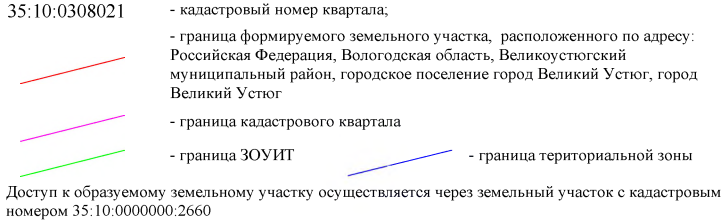 35:10:0308021 - кадастровый номер квартала;
- граница формируемого земельного участка, расположенного по адресу:
Российская Федерация, Вологодская область, Великоустюгский
муниципальный район, городское поселение город Великий Устюг, город
Великий Устюг
- граница кадастрового квартала
- граница ЗОУИТ - граница териториальной зоны
Доступ к образуемому земельному участку осуществляется через земельный участок с кадастровым
номером 35:10:0000000:2660